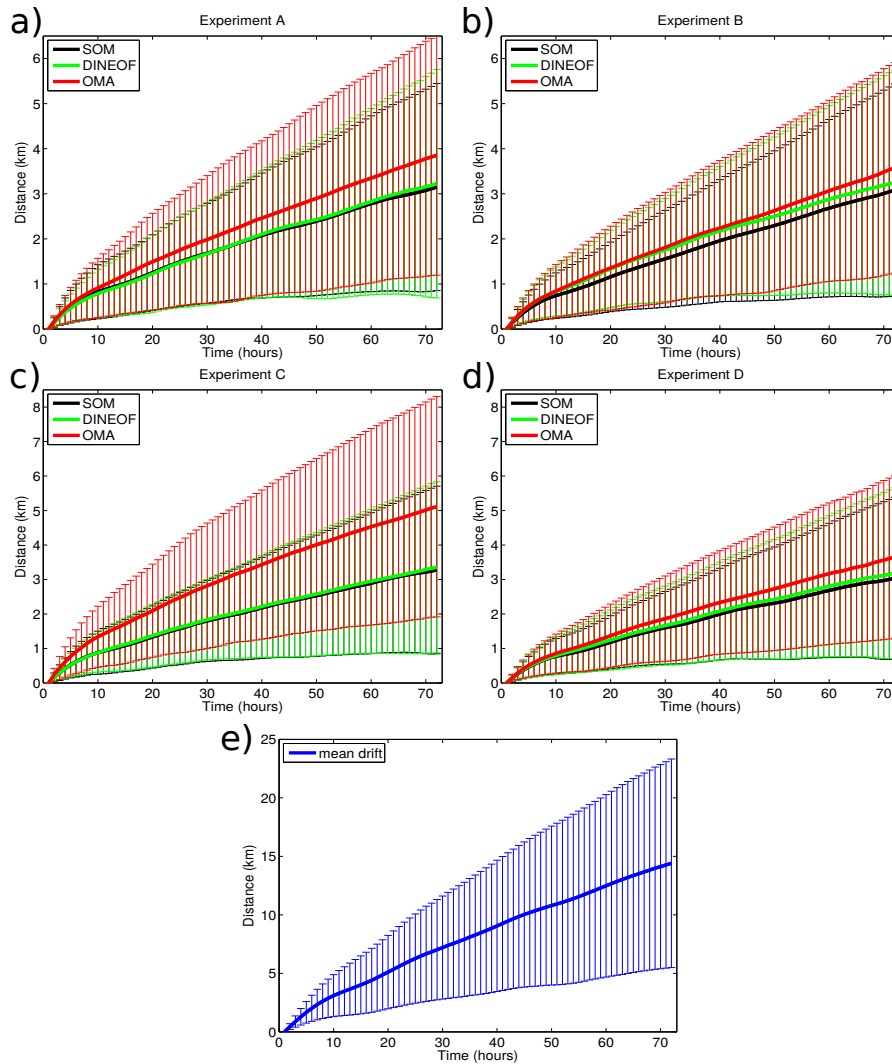 a)
Experiment A
SOM
DINEOF
OMA
Distance (km)
6
5
4
3
2
1
0
0 10 20 30 40 50 60 70
Time (hours)
b)
Experiment B
SOM
DINEOF
OMA
Distance (km)
6
5
4
3
2
1
0
0 10 20 30 40 50 60 70
Time (hours)
c)
Experiment C
SOM
DINEOF
OMA
Distance (km)
8
7
6
5
4
3
2
1
0
0 10 20 30 40 50 60 70
Time (hours)
d)
Experiment D
SOM
DINEOF
OMA
Distance (km)
8
7
6
5
4
3
2
1
0
0 10 20 30 40 50 60 70
Time (hours)
e)
mean drift
Distance (km)
25
20
15
10
5
0
0 10 20 30 40 50 60 70
Time (hours)